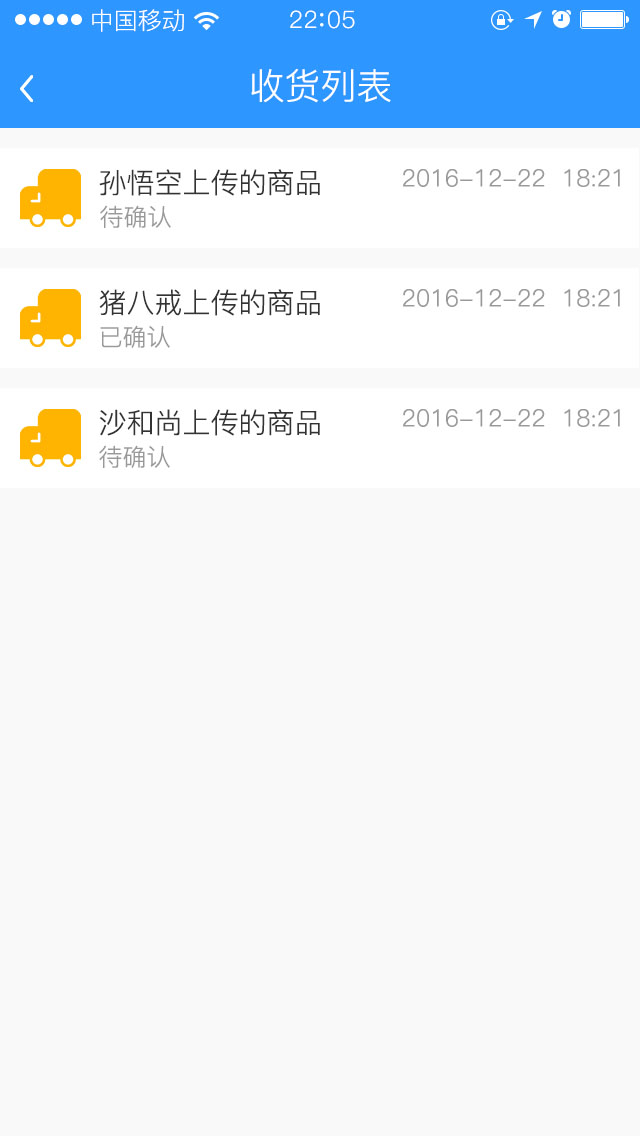 中国移动 22:05
收货列表
孙悟空上传的商品 2016-12-22 18:21
待确认
猪八戒上传的商品 2016-12-22 18:21
已确认
沙和尚上传的商品 2016-12-22 18:21
待确认